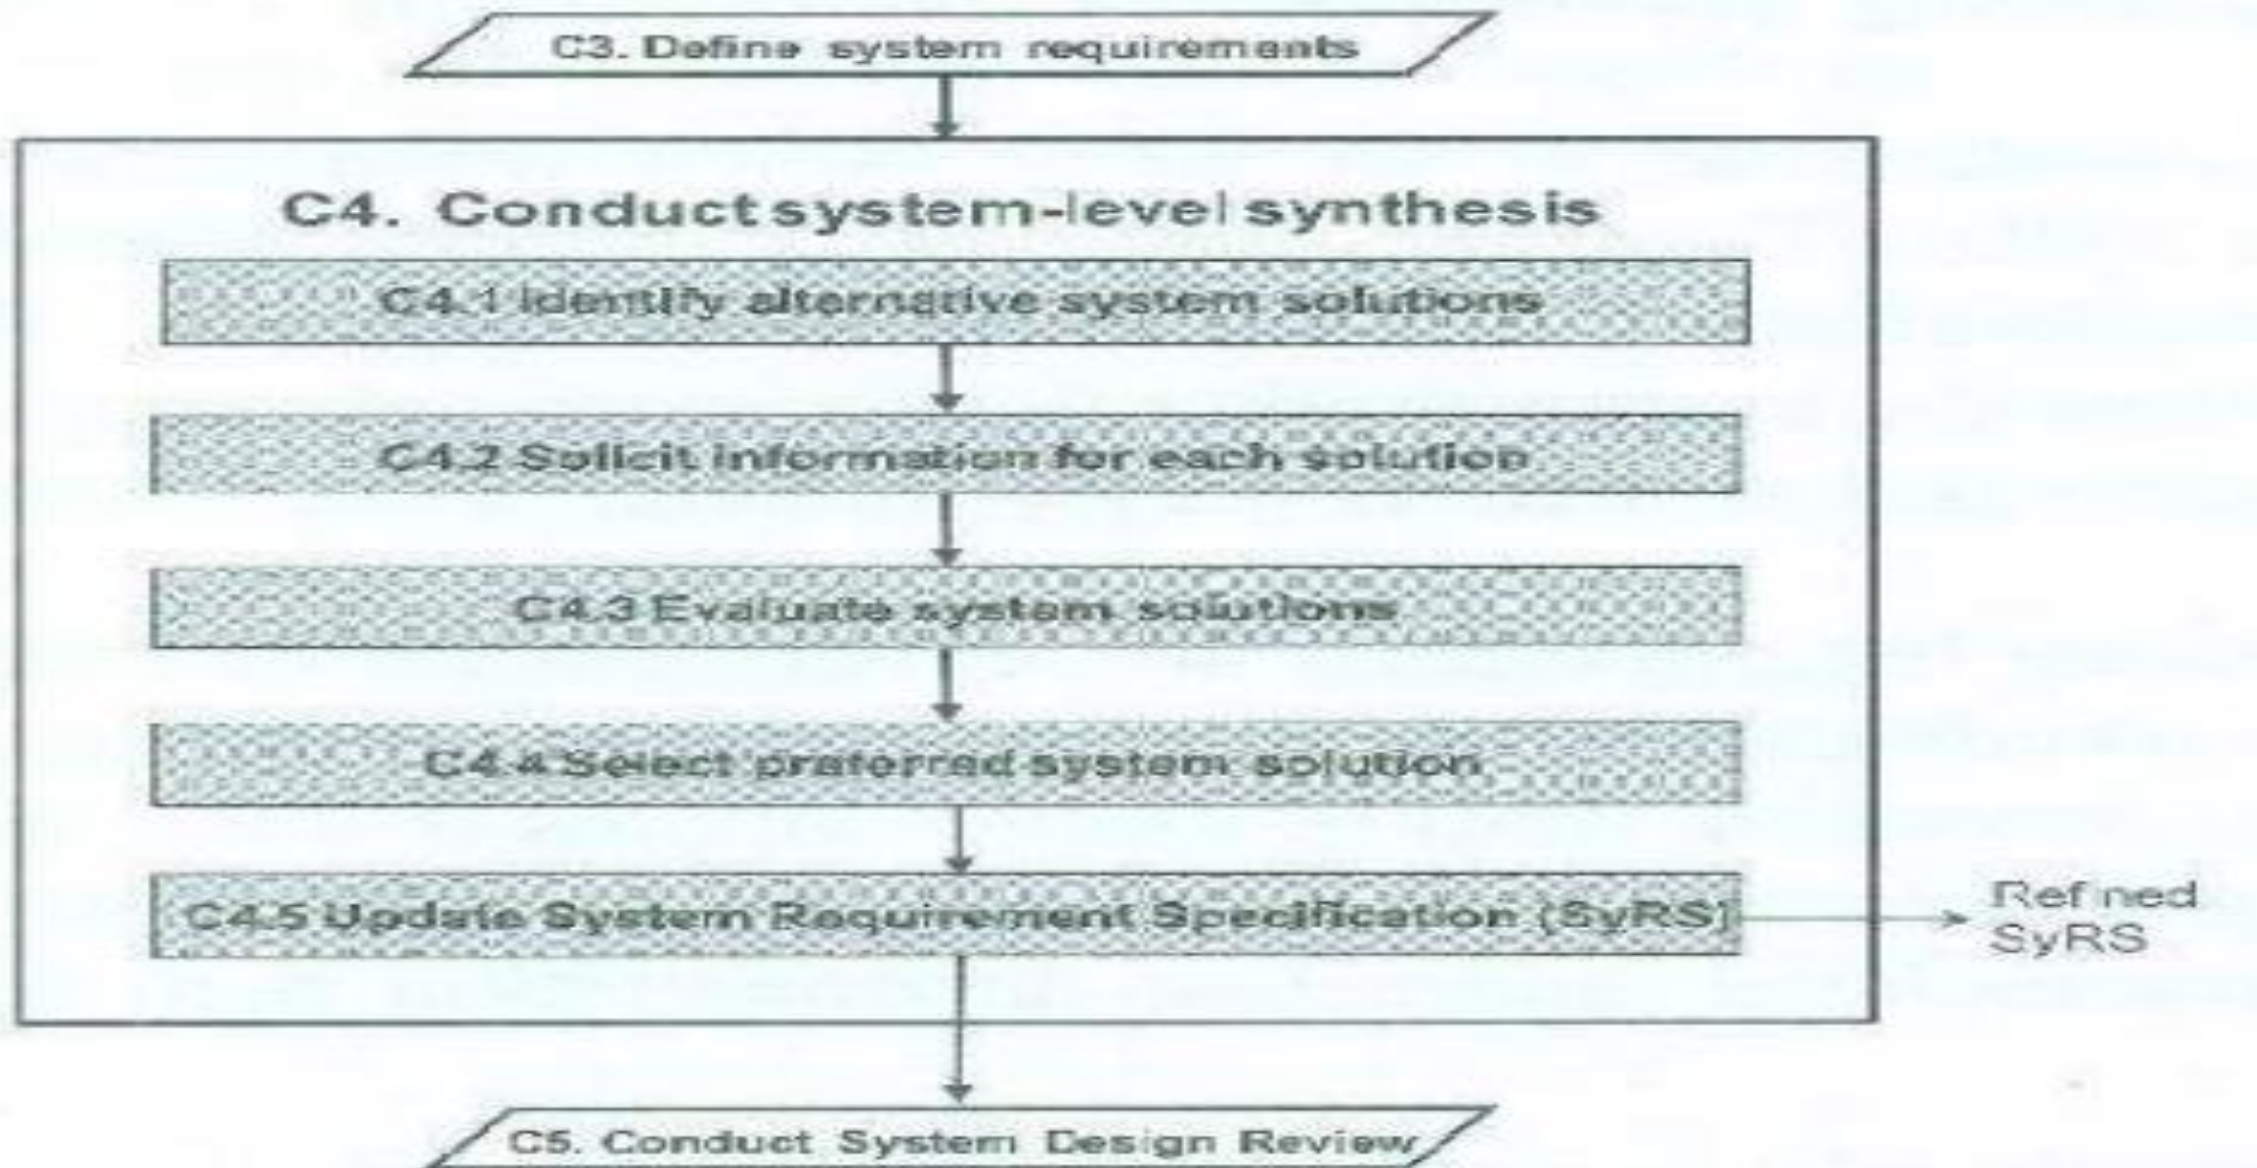 C3. Define system requirements
C4. Conduct system-level synthesis
C4.1 Identify alternative system solutions
C4.2 Solicit information for each solution
C4.3 Evaluate system solutions
C4.4 Select preferred system solution
C4.5 Update System Requirement Specification (SyRS)
Refined
SyRS
C5. Conduct System Design Review